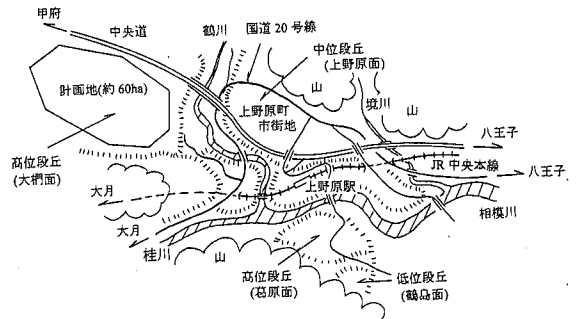 甲府
中央道
鶴川
国道20号線
中位段丘
(上野原面)
山
計画地(約60ha)
上野原町
市街地
境川
山
八王子
高位段丘
(大椚面)
JR中央本線
八王子
大月
上野原駅
大月
相模川
桂川
山
高位段丘
(葛原面)
低位段丘
(鶴島面)